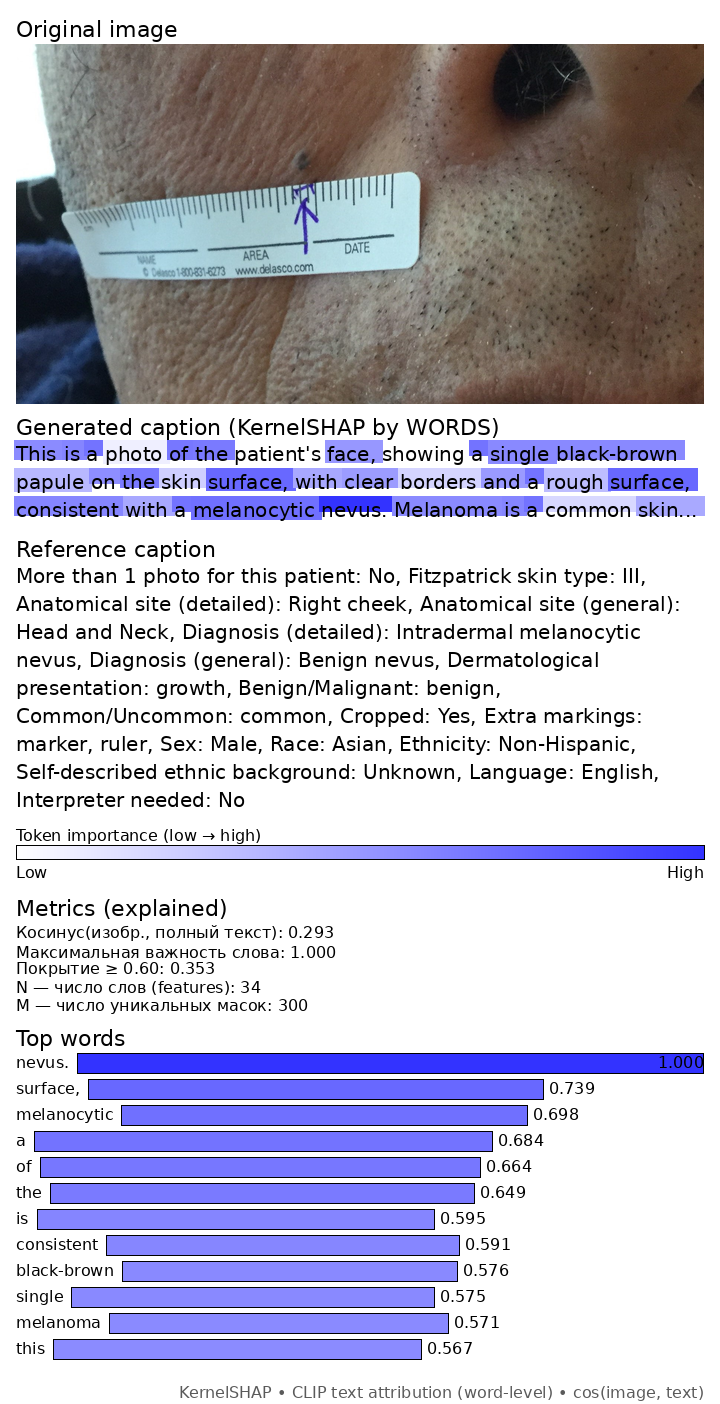 Original image
cm
NAME
AREA
DATE
© Delasco 1-800-831-6273 www.delasco.com
Generated caption (KernelSHAP by WORDS)
This is a photo of the patient's face, showing a single black-brown
papule on the skin surface, with clear borders and a rough surface,
consistent with a melanocytic nevus. Melanoma is a common skin...
Reference caption
More than 1 photo for this patient: No, Fitzpatrick skin type: III,
Anatomical site (detailed): Right cheek, Anatomical site (general):
Head and Neck, Diagnosis (detailed): Intradermal melanocytic
nevus, Diagnosis (general): Benign nevus, Dermatological
presentation: growth, Benign/Malignant: benign,
Common/Uncommon: common, Cropped: Yes, Extra markings:
marker, ruler, Sex: Male, Race: Asian, Ethnicity: Non-Hispanic,
Self-described ethnic background: Unknown, Language: English,
Interpreter needed: No
Token importance (low → high)
Low High
Metrics (explained)
Косинус(изобр., полный текст): 0.293
Максимальная важность слова: 1.000
Покрытие ≥ 0.60: 0.353
N — число слов (features): 34
M — число уникальных масок: 300
Top words
nevus. 1.000
surface, 0.739
melanocytic 0.698
a 0.684
of 0.664
the 0.649
is 0.595
consistent 0.591
black-brown 0.576
single 0.575
melanoma 0.571
this 0.567
KernelSHAP • CLIP text attribution (word-level) • cos(image, text)